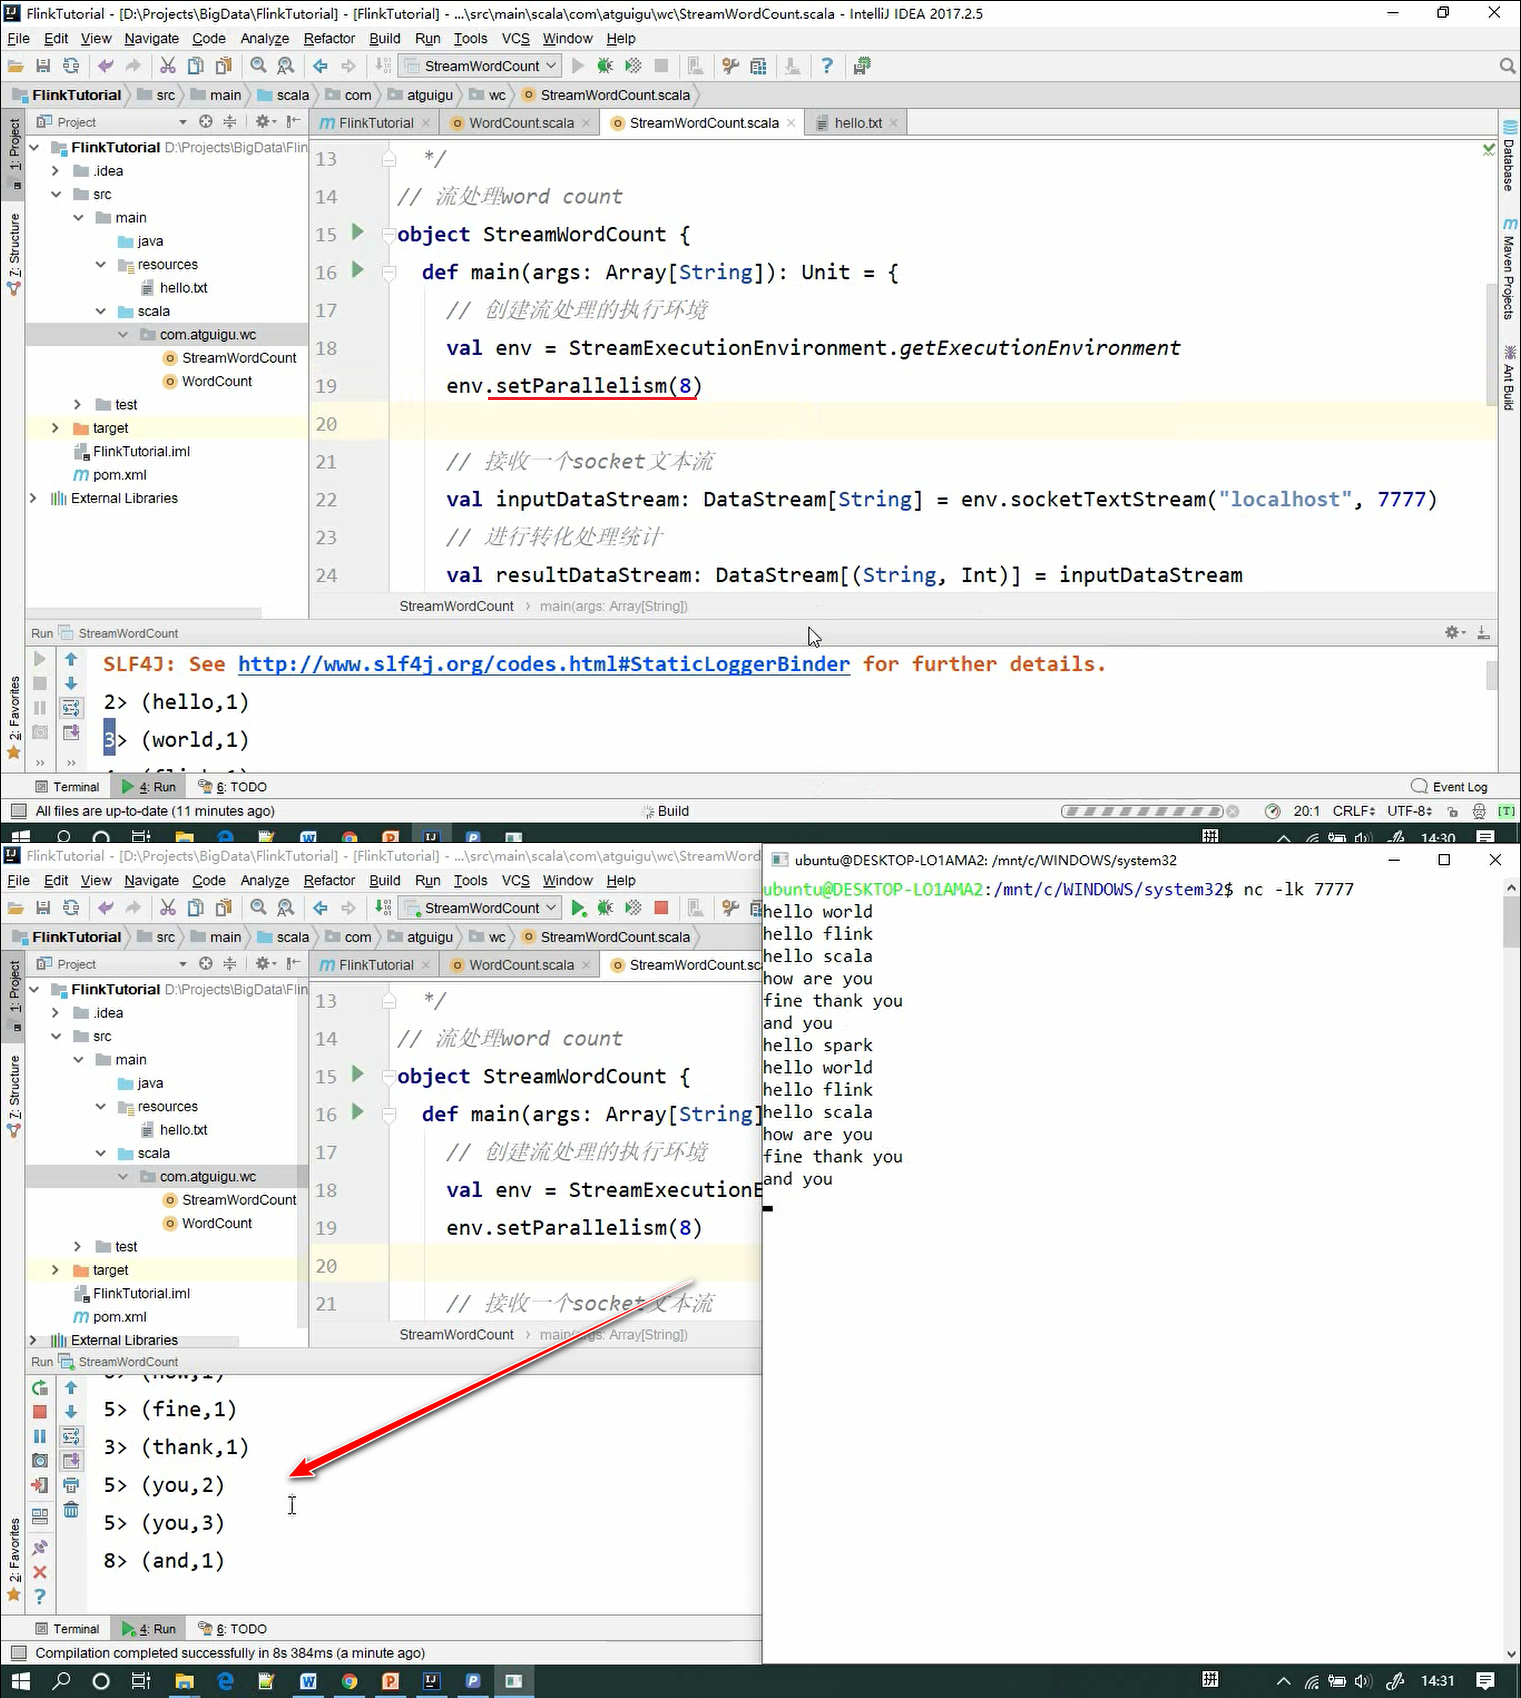 FlinkTutorial - [D:\Projects\BigData\FlinkTutorial] - [FlinkTutorial] - ...\src\main\scala\com\atguigu\wc\StreamWordCount.scala - IntelliJ IDEA 2017.2.5
File Edit View Navigate Code Analyze Refactor Build Run Tools VCS Window Help
StreamWordCount
FlinkTutorial src main scala com atguigu wc StreamWordCount.scala
Project
FlinkTutorial WordCount.scala StreamWordCount.scala hello.txt
1: Project
7: Structure
2: Favorites
Database
Maven Projects
Ant Build
FlinkTutorial D:\Projects\BigData\Flin
.idea
src
main
java
resources
hello.txt
scala
com.atguigu.wc
StreamWordCount
WordCount
test
target
FlinkTutorial.iml
pom.xml
External Libraries
13 */
14 // 流处理word count
15 object StreamWordCount {
16 def main(args: Array[String]): Unit = {
17 // 创建流处理的执行环境
18 val env = StreamExecutionEnvironment.getExecutionEnvironment
19 env.setParallelism(8)
20
21 // 接收一个socket文本流
22 val inputDataStream: DataStream[String] = env.socketTextStream("localhost", 7777)
23 // 进行转化处理统计
24 val resultDataStream: DataStream[(String, Int)] = inputDataStream
StreamWordCount › main(args: Array[String])
Run StreamWordCount
SLF4J: See http://www.slf4j.org/codes.html#StaticLoggerBinder for further details.
2> (hello,1)
3> (world,1)
Terminal 4: Run 6: TODO Event Log
All files are up-to-date (11 minutes ago) Build 20:1 CRLF UTF-8 [T]
拼 14:30
FlinkTutorial - [D:\Projects\BigData\FlinkTutorial] - [FlinkTutorial] - ...\src\main\scala\com\atguigu\wc\StreamWordCo
File Edit View Navigate Code Analyze Refactor Build Run Tools VCS Window Help
StreamWordCount
FlinkTutorial src main scala com atguigu wc StreamWordCount.scala
Project
FlinkTutorial WordCount.scala StreamWordCount.sc
1: Project
7: Structure
2: Favorites
FlinkTutorial D:\Projects\BigData\Flin
.idea
src
main
java
resources
hello.txt
scala
com.atguigu.wc
StreamWordCount
WordCount
test
target
FlinkTutorial.iml
pom.xml
External Libraries
13 */
14 // 流处理word count
15 object StreamWordCount {
16 def main(args: Array[String]
17 // 创建流处理的执行环境
18 val env = StreamExecutionE
19 env.setParallelism(8)
20
21 // 接收一个socket文本流
StreamWordCount › main(args: Array[String])
Run StreamWordCount
5> (fine,1)
3> (thank,1)
5> (you,2)
5> (you,3)
8> (and,1)
Terminal 4: Run 6: TODO
Compilation completed successfully in 8s 384ms (a minute ago)
ubuntu@DESKTOP-LO1AMA2: /mnt/c/WINDOWS/system32
ubuntu@DESKTOP-LO1AMA2:/mnt/c/WINDOWS/system32$ nc -lk 7777
hello world
hello flink
hello scala
how are you
fine thank you
and you
hello spark
hello world
hello flink
hello scala
how are you
fine thank you
and you
拼 14:31